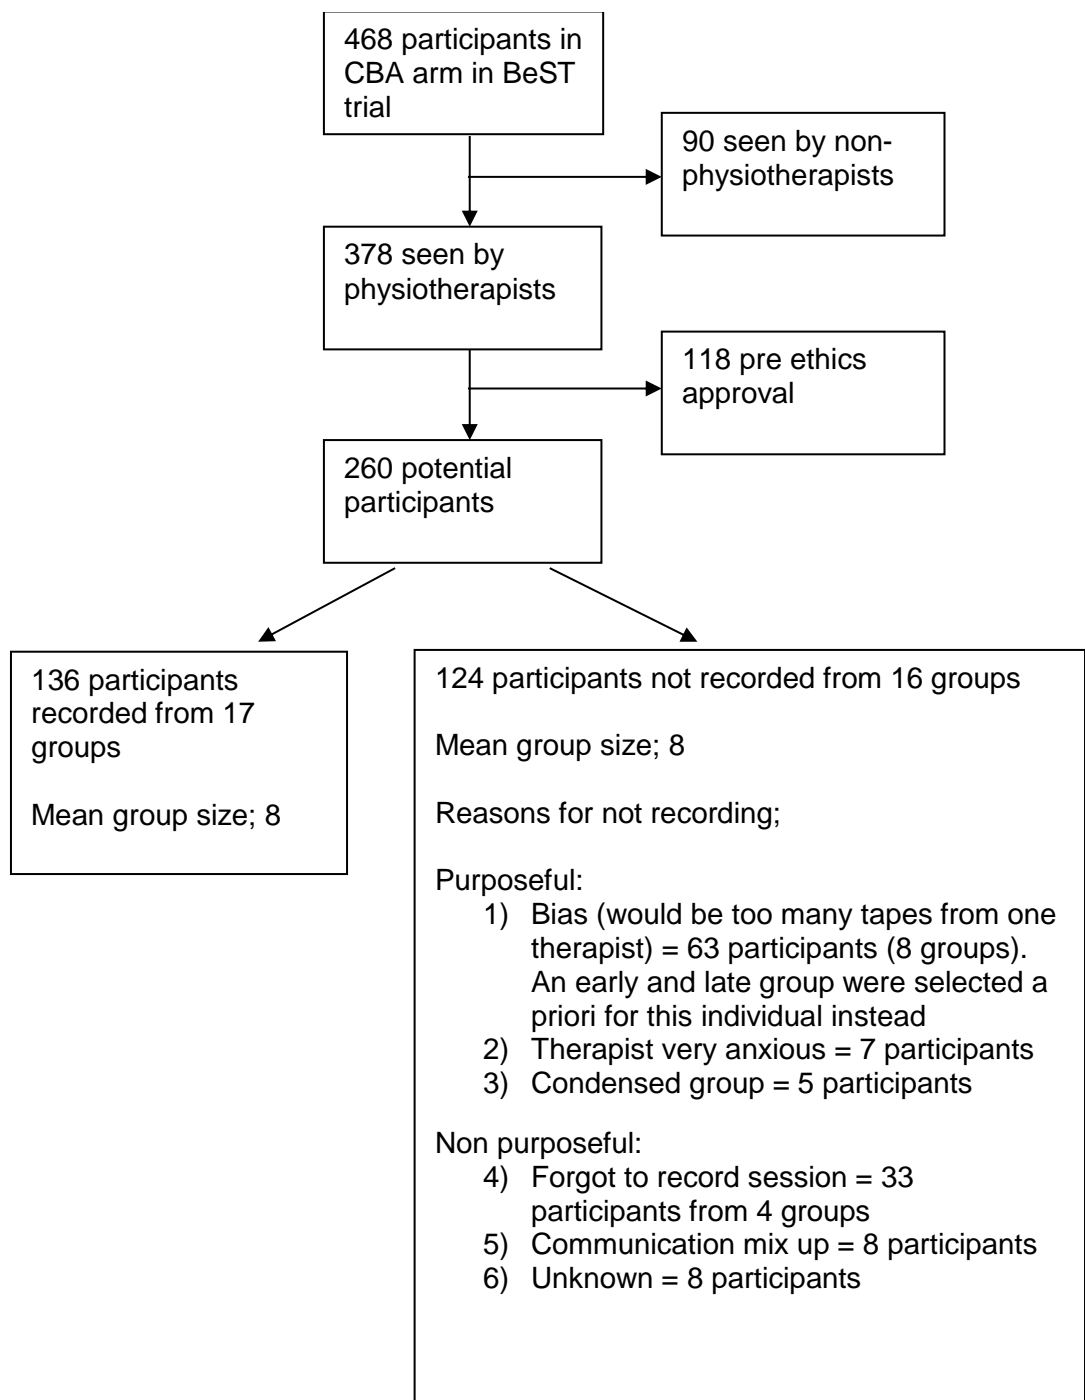 468 participants in
CBA arm in BeST
trial
90 seen by non-
physiotherapists
378 seen by
physiotherapists
118 pre ethics
approval
260 potential
participants
136 participants
recorded from 17
groups
Mean group size; 8
124 participants not recorded from 16 groups
Mean group size; 8
Reasons for not recording;
Purposeful:
1) Bias (would be too many tapes from one
therapist) = 63 participants (8 groups).
An early and late group were selected a
priori for this individual instead
2) Therapist very anxious = 7 participants
3) Condensed group = 5 participants
Non purposeful:
4) Forgot to record session = 33
participants from 4 groups
5) Communication mix up = 8 participants
6) Unknown = 8 participants